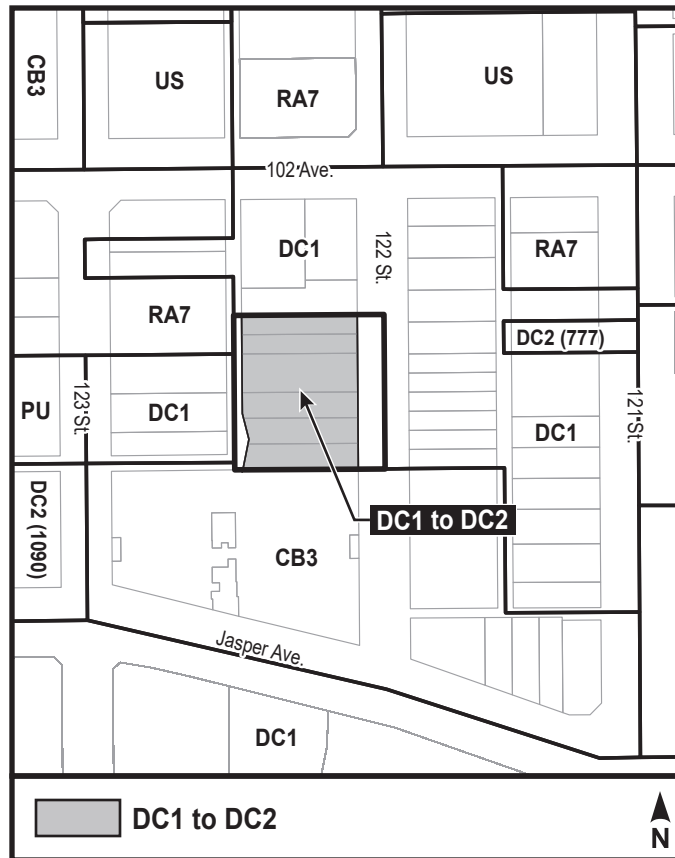 CB3
US
RA7
US
102 Ave.
DC1
122 St.
RA7
RA7
DC2 (777)
PU
123 St.
DC1
DC1
121 St.
DC2 (1090)
DC1 to DC2
CB3
Jasper Ave.
DC1
DC1 to DC2
N